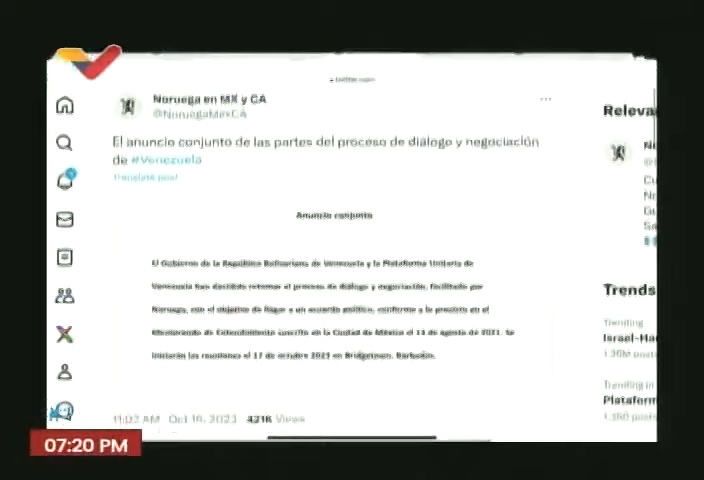 Noruega en MX y CA
@NoruegaMexCA
El anuncio conjunto de las partes del proceso de diálogo y negociación
de #Venezuela
Translate post
Anuncio conjunto
El Gobierno de la República Bolivariana de Venezuela y la Plataforma Unitaria de
Venezuela han decidido retomar el proceso de diálogo y negociación, facilitado por
Noruega, con el objetivo de llegar a un acuerdo político, conforme a lo previsto en el
Memorando de Entendimiento suscrito en la Ciudad de México el 13 de agosto de 2021. Se
iniciarán las reuniones el 17 de octubre 2023 en Bridgetown, Barbados.
11:03 AM Oct 16, 2023 4216 Views
Releva
Trends
Trending
Israel-Ha
Trending in
Plataform
07:20 PM